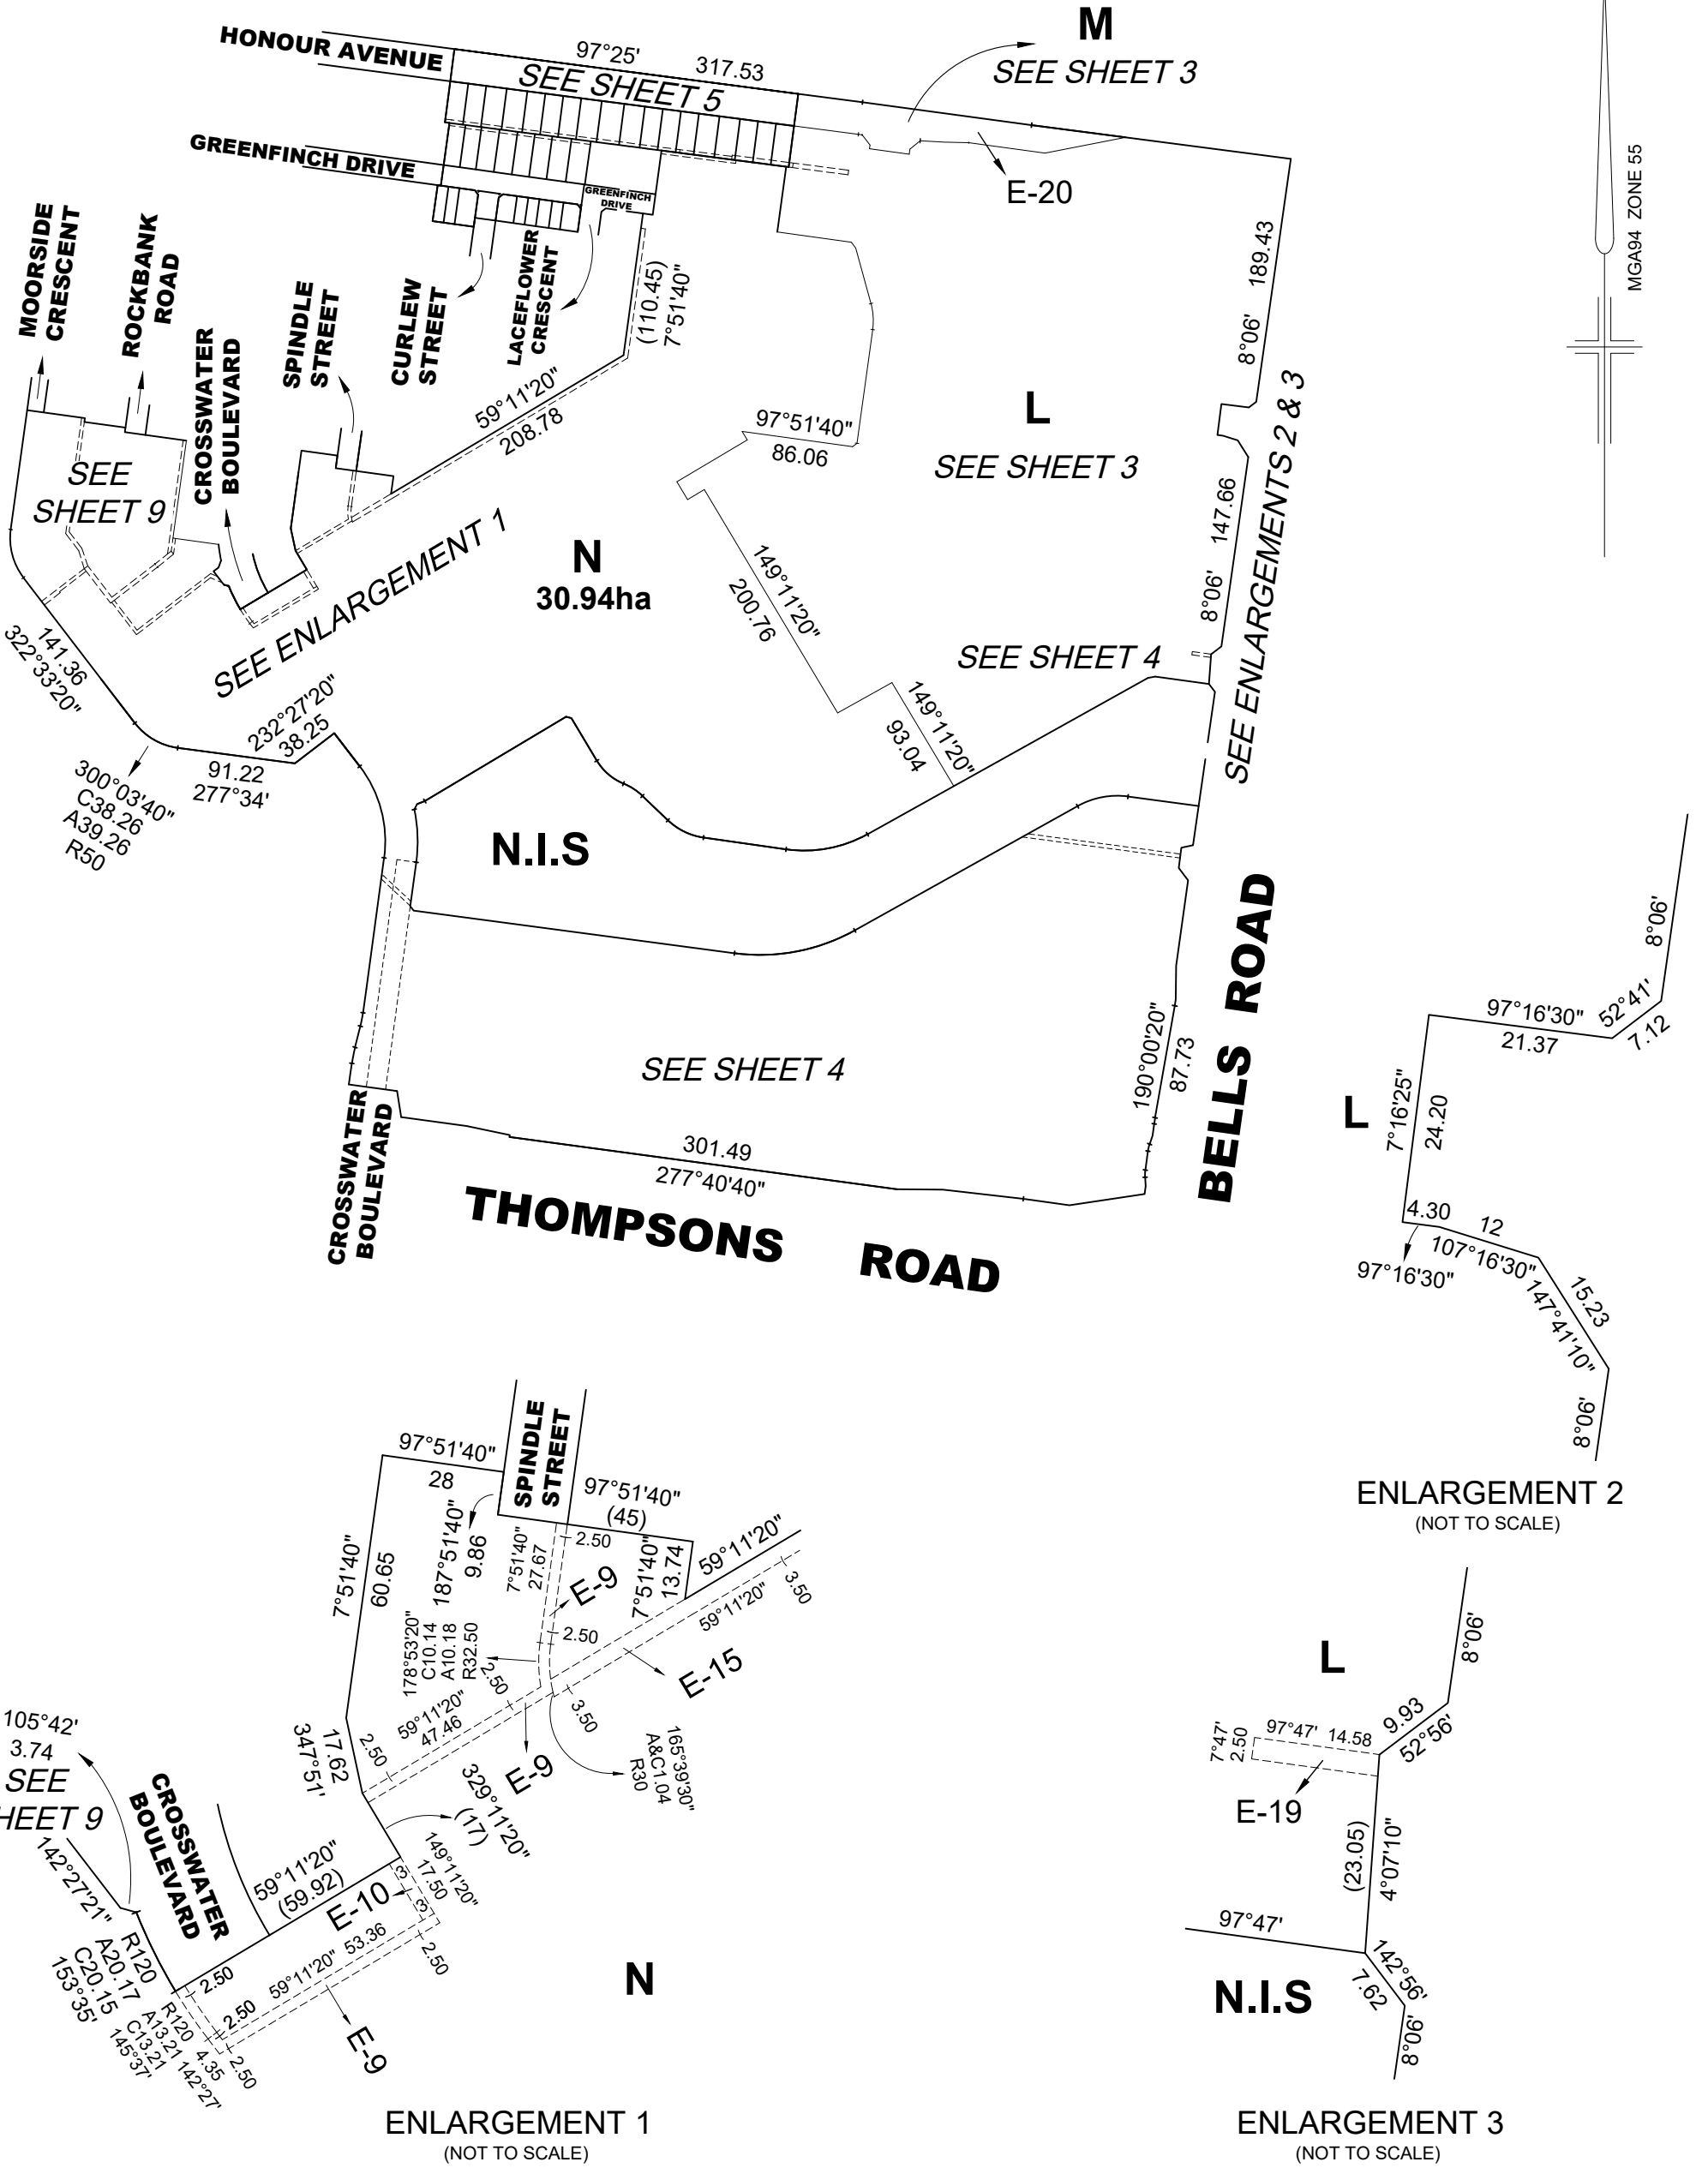 HONOUR AVENUE
97°25'
317.53
SEE SHEET 5
M
SEE SHEET 3
MGA94 ZONE 55
GREENFINCH DRIVE
GREENFINCH
DRIVE
E-20
MOORSIDE
CRESCENT
ROCKBANK
ROAD
CROSSWATER
BOULEVARD
SPINDLE
STREET
CURLEW
STREET
LACEFLOWER
CRESCENT
(110.45)
7°51'40"
189.43
8°06'
59°11'20"
208.78
97°51'40"
86.06
L
SEE SHEET 3
SEE
SHEET 9
SEE ENLARGEMENT 1
N
30.94ha
149°11'20"
200.76
147.66
8°06'
SEE ENLARGEMENTS 2 & 3
SEE SHEET 4
149°11'20"
93.04
141.36
322°33'20"
232°27'20"
38.25
91.22
277°34'
300°03'40"
C38.26
A39.26
R50
N.I.S
BELLS ROAD
SEE SHEET 4
190°00'20"
87.73
CROSSWATER
BOULEVARD
301.49
277°40'40"
THOMPSONS ROAD
8°06'
97°16'30"
21.37
52°41'
7.12
L
7°16'25"
24.20
4.30
12
107°16'30"
97°16'30"
15.23
147°41'10"
8°06'
ENLARGEMENT 2
(NOT TO SCALE)
97°51'40"
28
SPINDLE
STREET
97°51'40"
(45)
7°51'40"
60.65
187°51'40"
9.86
7°51'40"
27.67
2.50
E-9
7°51'40"
13.74
59°11'20"
3.50
59°11'20"
2.50
178°53'20"
C10.14
A10.18
R32.50
2.50
E-15
59°11'20"
47.46
2.50
3.50
E-9
165°39'30"
A&C1.04
R30
17.62
347°51'
329°11'20"
(17)
105°42'
3.74
SEE
HEET 9
CROSSWATER
BOULEVARD
142°27'21"
59°11'20"
(59.92)
3
149°11'20"
17.50
E-10
3
2.50
59°11'20" 53.36
2.50
2.50
R120
A20.17
C20.15
153°35'
R120
A13.21
C13.21
145°37'
4.35
142°27'
2.50
E-9
N
ENLARGEMENT 1
(NOT TO SCALE)
8°06'
L
9.93
52°56'
97°47' 14.58
7°47'
2.50
E-19
(23.05)
4°07'10"
97°47'
142°56'
7.62
N.I.S
8°06'
ENLARGEMENT 3
(NOT TO SCALE)